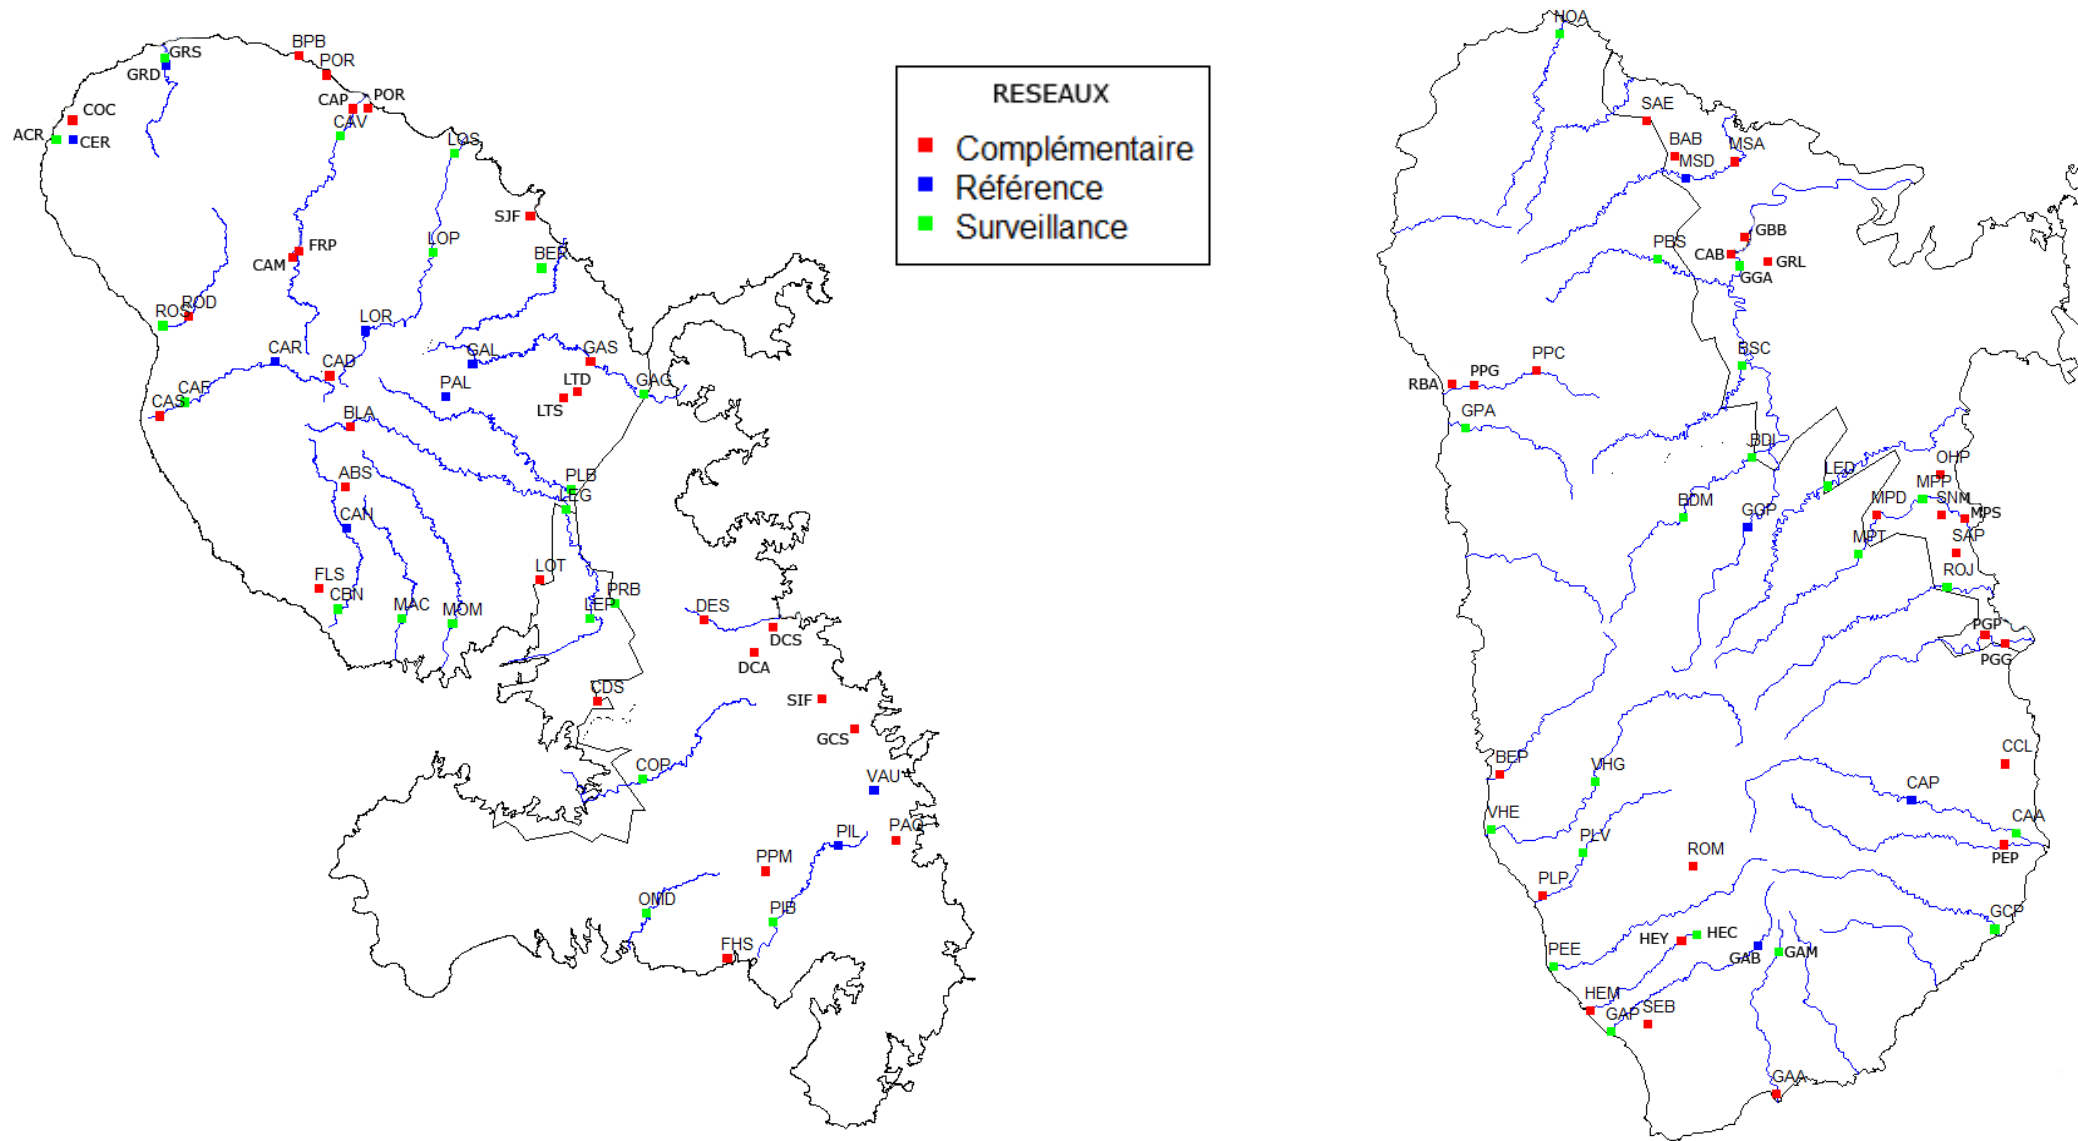 GRS
GRD
BPB
POR
COC
CAP
POR
ACR
CER
CAV
LOS
SJF
FRP
CAM
LOP
BER
ROD
ROS
LOR
CAR
CAD
GAL
GAS
PAL
LTD
GAG
CAE
CAS
BLA
LTS
ABS
PLB
LEG
CAN
LOT
FLS
CBN
MAC
MOM
LEP
PRB
DES
DCS
DCA
CDS
SIF
GCS
COP
VAU
PIL
PAQ
PPM
OMD
PIB
FHS
RESEAUX
Complémentaire
Référence
Surveillance
HOA
SAE
BAB
MSD
MSA
PBS
GBB
CAB
GRL
GGA
BSC
PPC
RBA
PPG
GPA
BDI
LED
OHP
BDM
GGP
MPD
MPP
SNM
MPS
MPT
SAP
ROJ
PGP
PGG
BEP
VHG
CCL
CAP
VHE
PLV
CAA
ROM
PEP
PLP
GCP
HEY
HEC
PEE
GAB
GAM
HEM
GAP
SEB
GAA